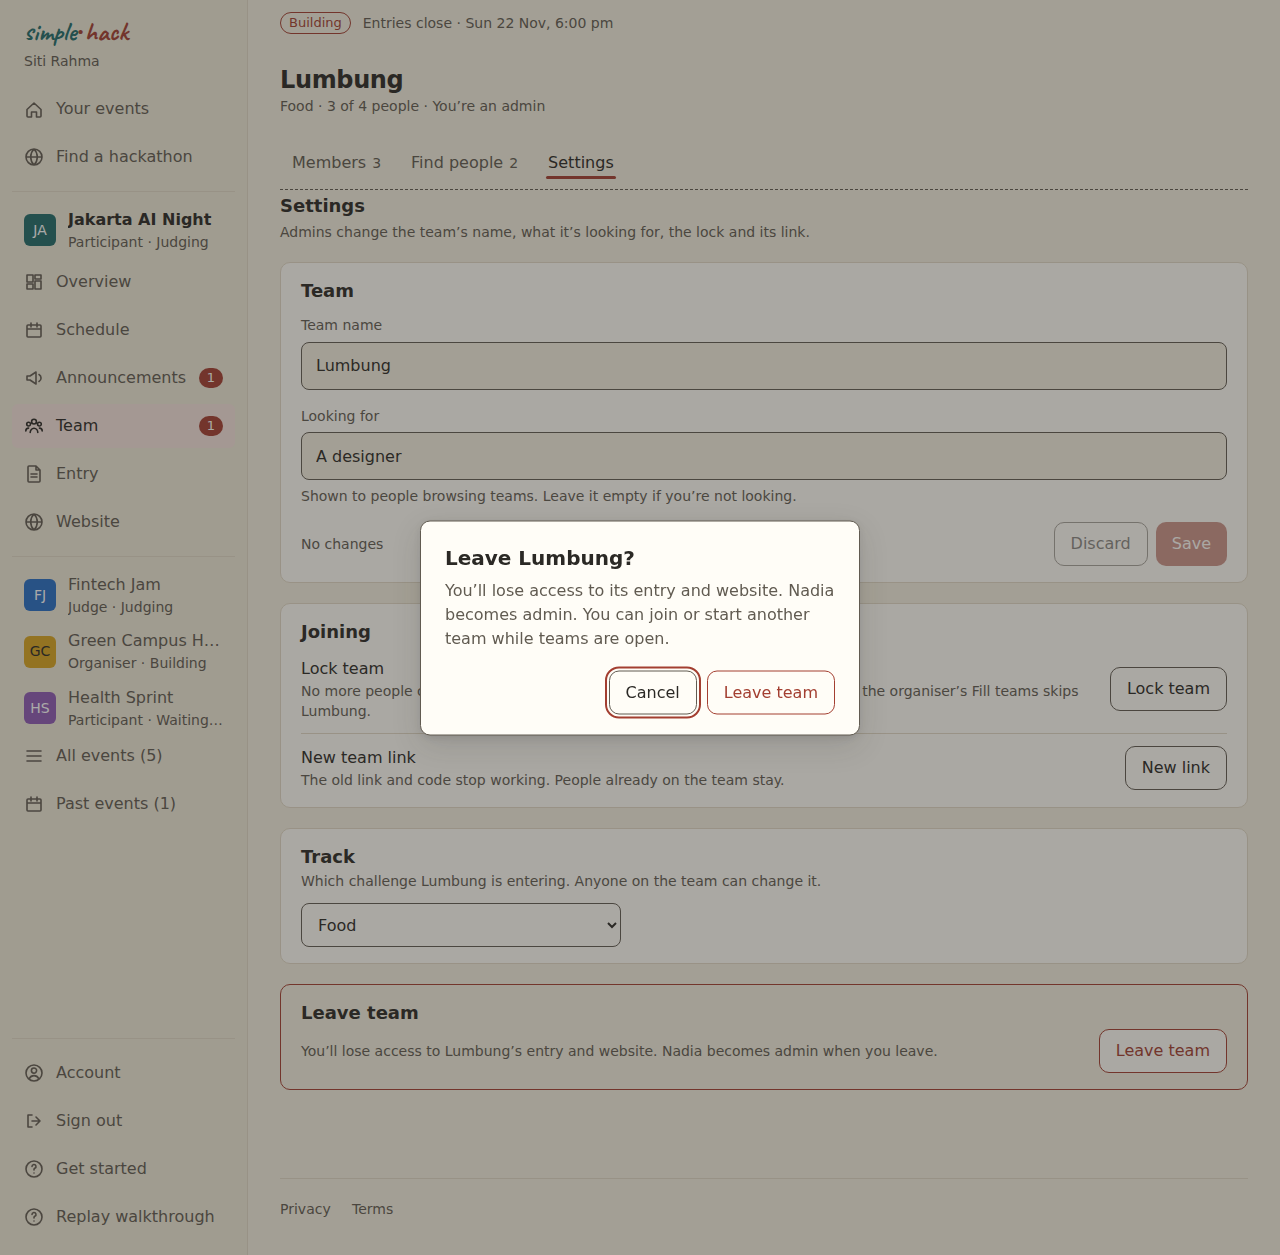 simple·hack
Siti Rahma
Your events
Find a hackathon
JA
Jakarta AI Night
Participant · Judging
Overview
Schedule
Announcements 1
Team 1
Entry
Website
FJ
Fintech Jam
Judge · Judging
GC
Green Campus H…
Organiser · Building
HS
Health Sprint
Participant · Waiting…
All events (5)
Past events (1)
Account
Sign out
Get started
Replay walkthrough
Building Entries close · Sun 22 Nov, 6:00 pm
Lumbung
Food · 3 of 4 people · You’re an admin
Members 3 Find people 2 Settings
Settings
Admins change the team’s name, what it’s looking for, the lock and its link.
Team
Team name
Lumbung
Looking for
A designer
Shown to people browsing teams. Leave it empty if you’re not looking.
No changes Discard Save
Leave Lumbung?
You’ll lose access to its entry and website. Nadia
becomes admin. You can join or start another
team while teams are open.
Cancel Leave team
Joining
Lock team
No more people the organiser’s Fill teams skips
Lumbung.
Lock team
New team link
The old link and code stop working. People already on the team stay.
New link
Track
Which challenge Lumbung is entering. Anyone on the team can change it.
Food
Leave team
You’ll lose access to Lumbung’s entry and website. Nadia becomes admin when you leave.
Leave team
Privacy Terms